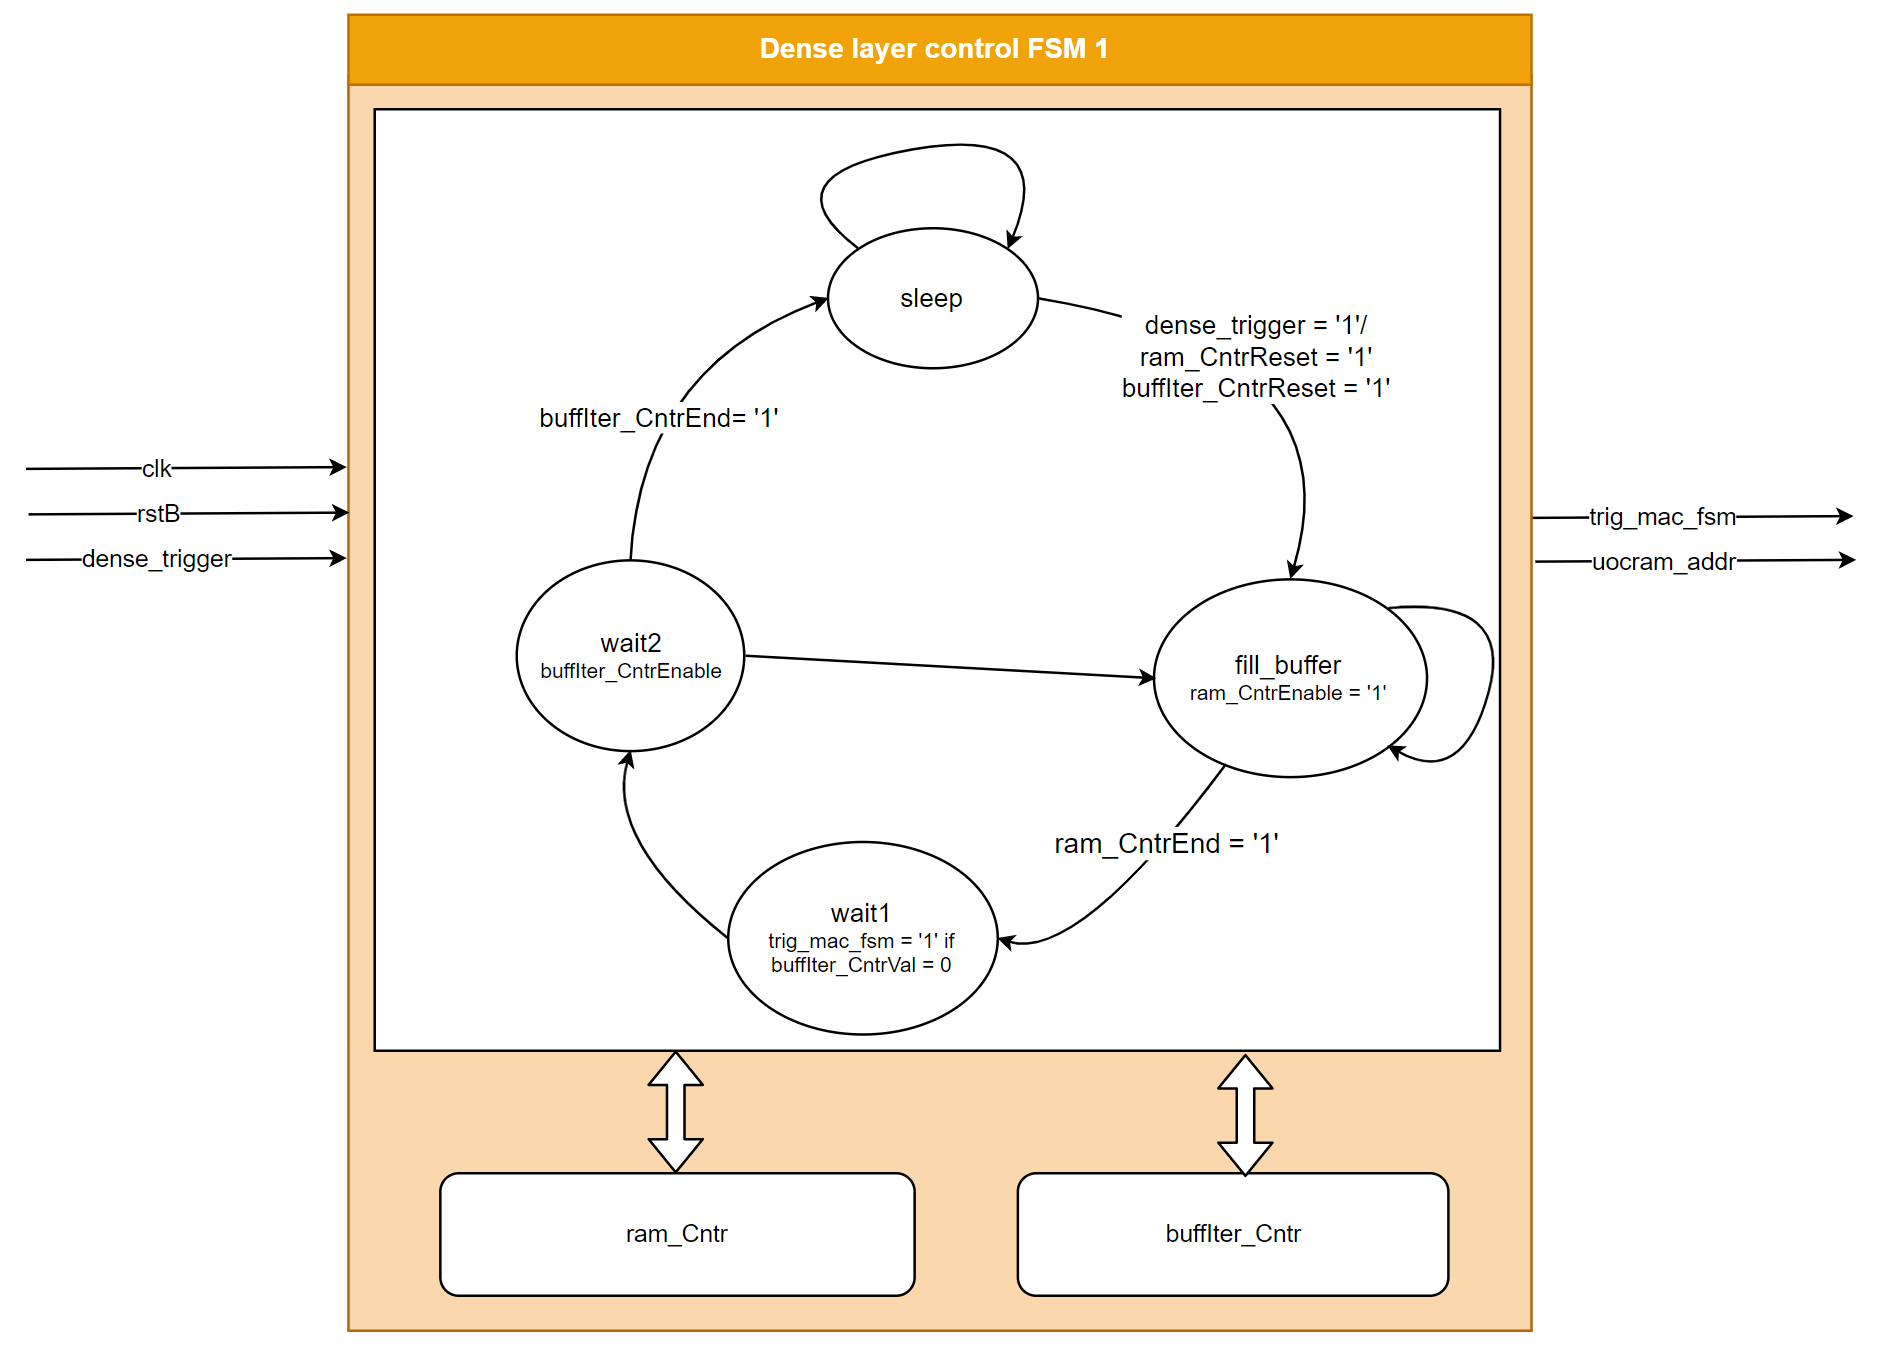 Dense layer control FSM 1
sleep
dense_trigger = '1'/
ram_CntrReset = '1'
buffIter_CntrReset = '1'
buffIter_CntrEnd= '1'
clk
rstB
dense_trigger
trig_mac_fsm
uocram_addr
wait2
buffIter_CntrEnable
fill_buffer
ram_CntrEnable = '1'
ram_CntrEnd = '1'
wait1
trig_mac_fsm = '1' if
buffIter_CntrVal = 0
ram_Cntr
buffIter_Cntr